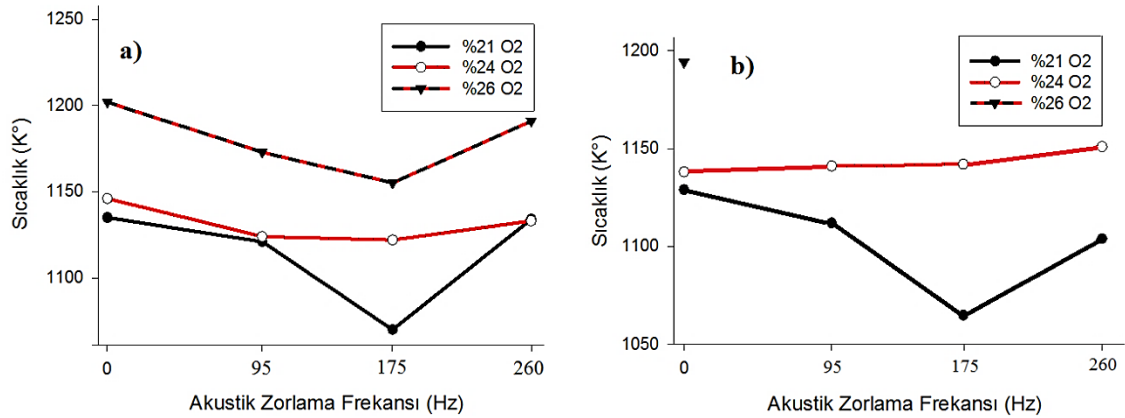 a)
%21 O2
%24 O2
%26 O2
1250
1200
1150
1100
Sıcaklık (K°)
0 95 175 260
Akustik Zorlama Frekansı (Hz)
b)
%21 O2
%24 O2
%26 O2
1200
1150
1100
1050
Sıcaklık (K°)
0 95 175 260
Akustik Zorlama Frekansı (Hz)